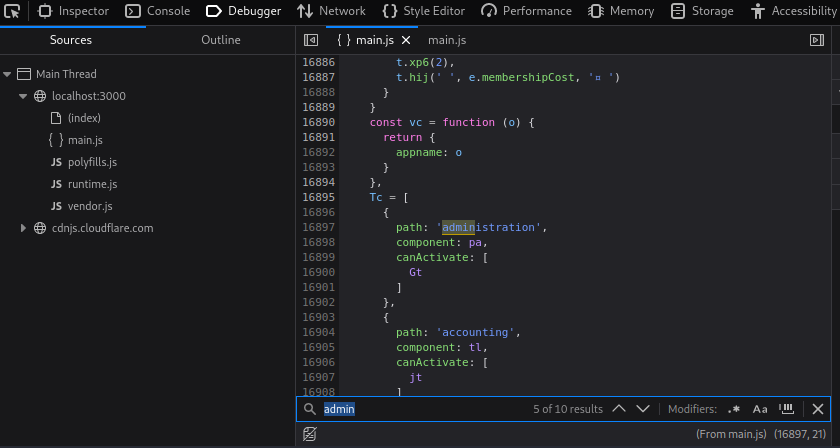 Inspector Console Debugger Network Style Editor Performance Memory Storage Accessibility
Sources Outline
{ } main.js × main.js
Main Thread
localhost:3000
(index)
{ } main.js
JS polyfills.js
JS runtime.js
JS vendor.js
cdnjs.cloudflare.com
16886 t.xp6(2),
16887 t.hij(' ', e.membershipCost, '¤ ')
16888 }
16889 }
16890 const vc = function (o) {
16891 return {
16892 appname: o
16893 }
16894 },
16895 Tc = [
16896 {
16897 path: 'administration',
16898 component: pa,
16899 canActivate: [
16900 Gt
16901 ]
16902 },
16903 {
16904 path: 'accounting',
16905 component: tl,
16906 canActivate: [
16907 jt
16908 ]
admin 5 of 10 results Modifiers: .* Aa
(From main.js) (16897, 21)